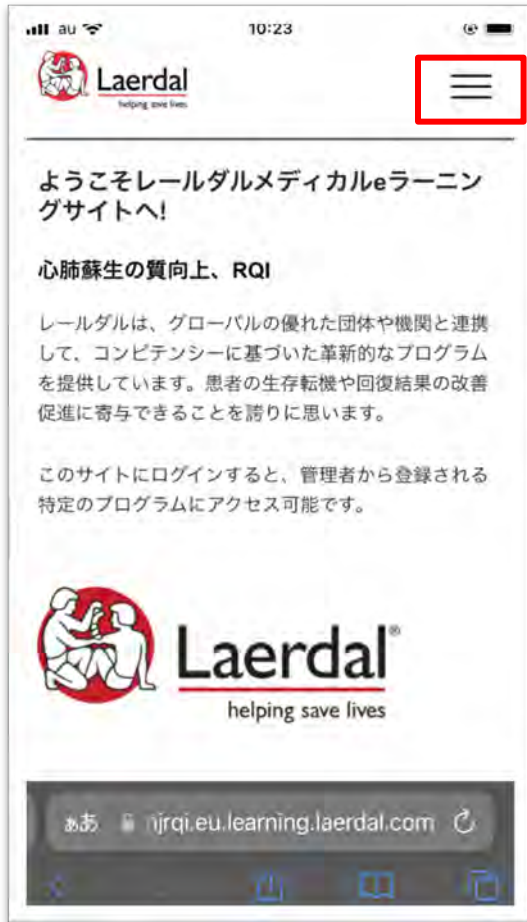 au
10:23
Laerdal
helping save lives
ようこそレールダルメディカルeラーニン
グサイトへ!
心肺蘇生の質向上、RQI
レールダルは、グローバルの優れた団体や機関と連携
して、コンピテンシーに基づいた革新的なプログラム
を提供しています。患者の生存転機や回復結果の改善
促進に寄与できることを誇りに思います。
このサイトにログインすると、管理者から登録される
特定のプログラムにアクセス可能です。
Laerdal®
helping save lives
ぁあ
jrqi.eu.learning.laerdal.com